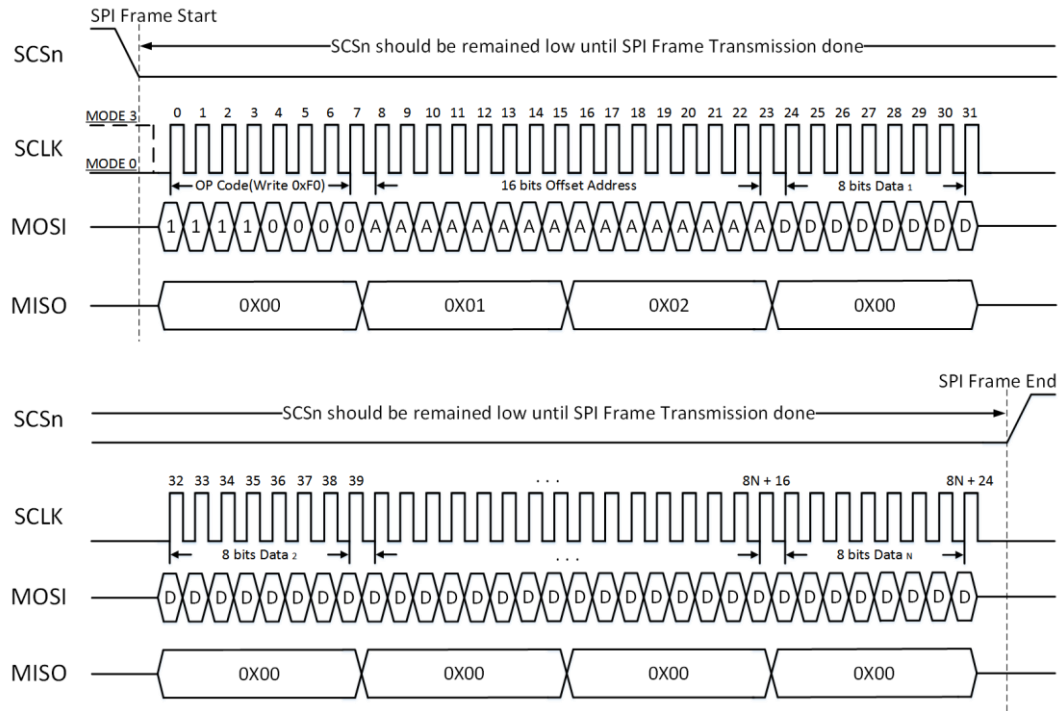 SPI Frame Start
SCSn
SCSn should be remained low until SPI Frame Transmission done
MODE 3
0 1 2 3 4 5 6 7 8 9 10 11 12 13 14 15 16 17 18 19 20 21 22 23 24 25 26 27 28 29 30 31
SCLK
MODE 0
OP Code(Write 0xF0) 16 bits Offset Address 8 bits Data 1
MOSI 1 1 1 1 0 0 0 0 A A A A A A A A A A A A A A A A D D D D D D D D
MISO 0X00 0X01 0X02 0X00
SPI Frame End
SCSn
SCSn should be remained low until SPI Frame Transmission done
32 33 34 35 36 37 38 39 . . . 8N + 16 8N + 24
SCLK
8 bits Data 2 . . . 8 bits Data N
MOSI D D D D D D D D D D D D D D D D D D D D D D D D D D D D D D D D
MISO 0X00 0X00 0X00 0X00